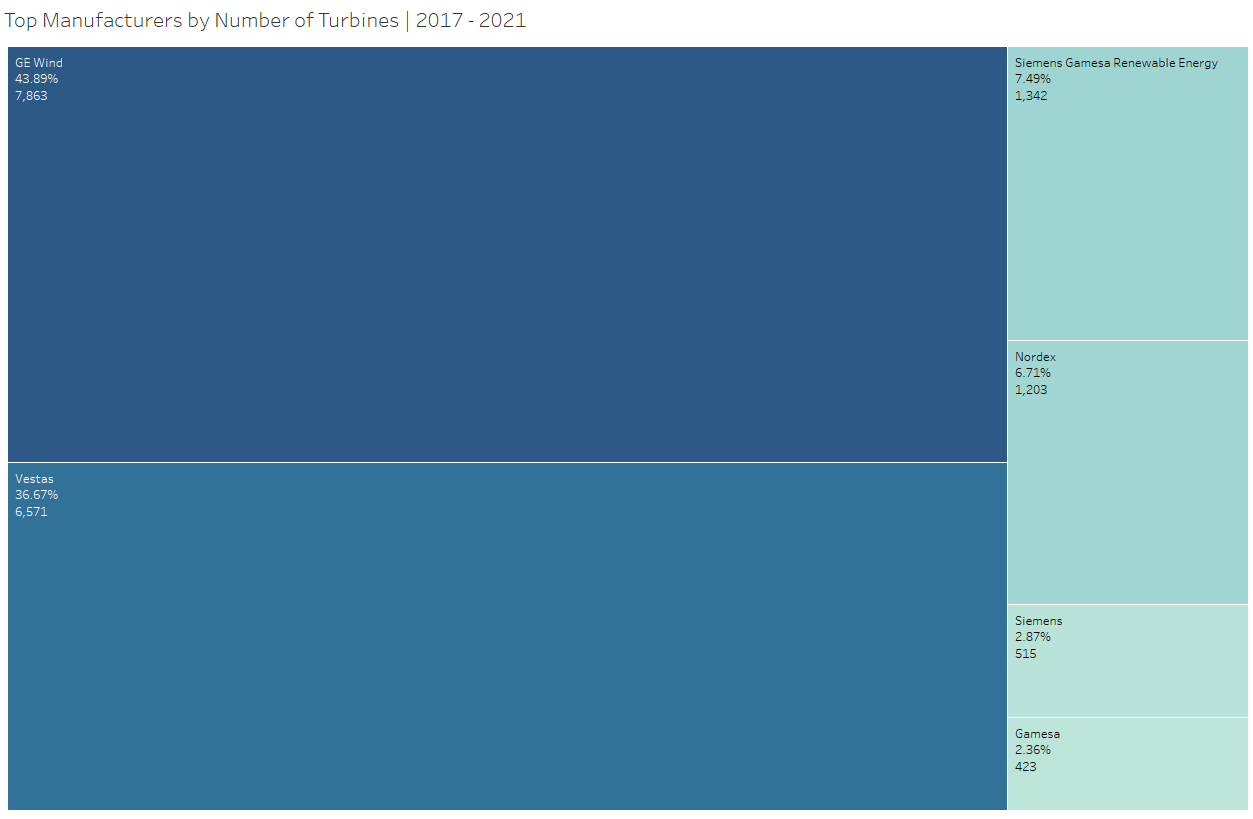 Top Manufacturers by Number of Turbines | 2017 - 2021
GE Wind
43.89%
7,863
Vestas
36.67%
6,571
Siemens Gamesa Renewable Energy
7.49%
1,342
Nordex
6.71%
1,203
Siemens
2.87%
515
Gamesa
2.36%
423